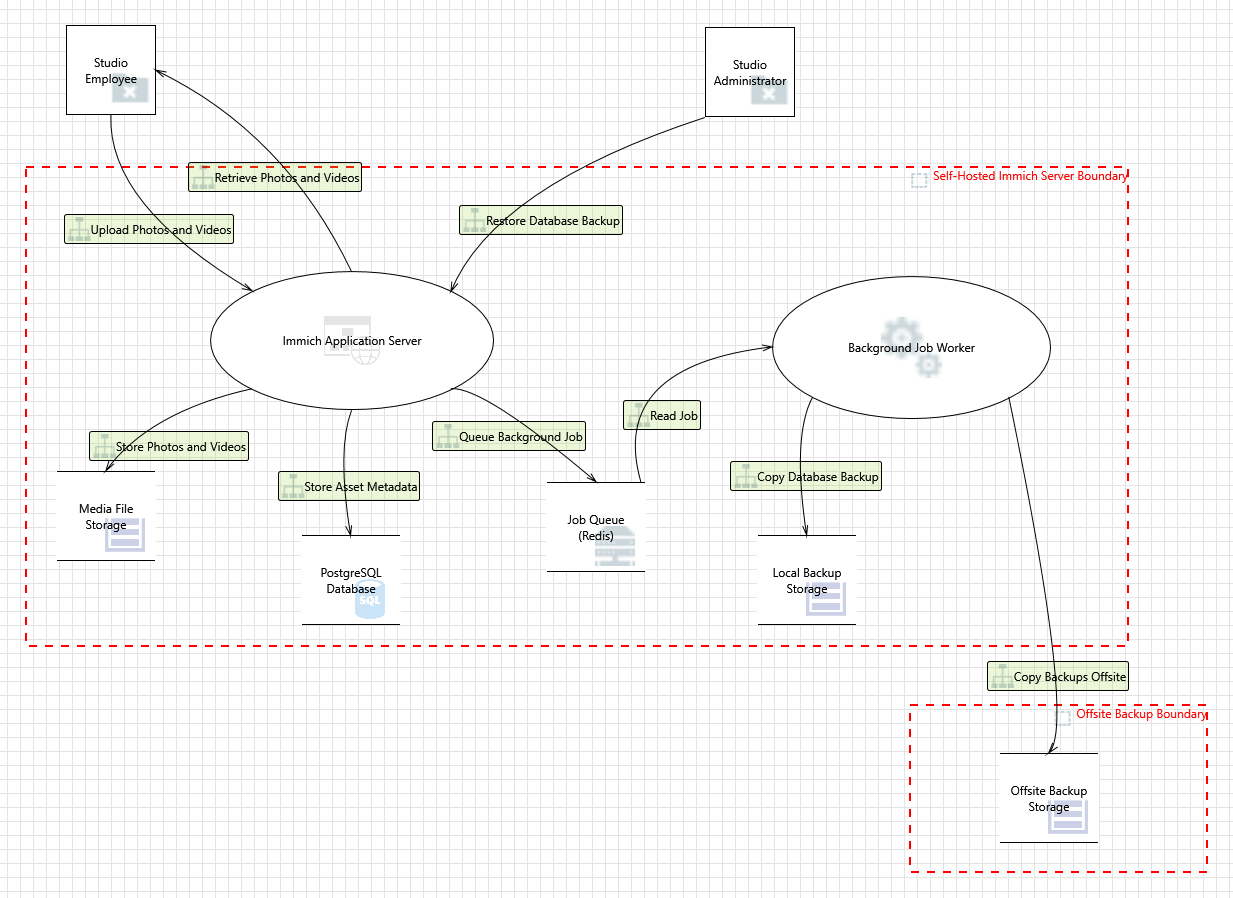 Studio
Employee
Studio
Administrator
Retrieve Photos and Videos
Self-Hosted Immich Server Boundary
Upload Photos and Videos
Restore Database Backup
Immich Application Server
Background Job Worker
Read Job
Store Photos and Videos
Queue Background Job
Store Asset Metadata
Copy Database Backup
Media File
Storage
Job Queue
(Redis)
PostgreSQL
Database
SQL
Local Backup
Storage
Copy Backups Offsite
Offsite Backup Boundary
Offsite Backup
Storage